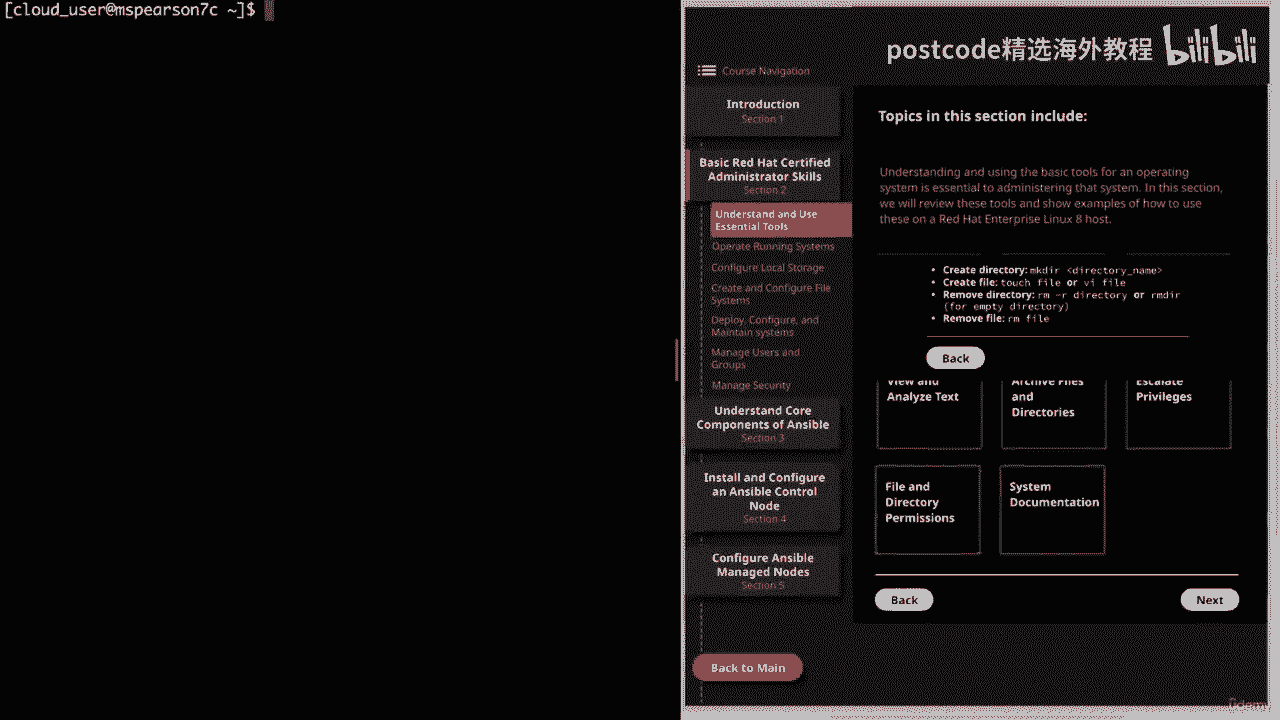 [cloud_user@mspearson7c ~]$
postcode精选海外教程 bilibili
Course Navigation
Introduction
Section 1
Basic Red Hat Certified
Administrator Skills
Section 2
Understand and Use
Essential Tools
Operate Running Systems
Configure Local Storage
Create and Configure File
Systems
Deploy, Configure, and
Maintain systems
Manage Users and
Groups
Manage Security
Understand Core
Components of Ansible
Section 3
Install and Configure
an Ansible Control
Node
Section 4
Configure Ansible
Managed Nodes
Section 5
Back to Main
Topics in this section include:
Understanding and using the basic tools for an operating
system is essential to administering that system. In this section,
we will review these tools and show examples of how to use
these on a Red Hat Enterprise Linux 8 host.
• Create directory: mkdir <directory_name>
• Create file: touch file or vi file
• Remove directory: rm -r directory or rmdir
(for empty directory)
• Remove file: rm file
Back
View and
Analyze Text
Archive Files
and
Directories
Escalate
Privileges
File and
Directory
Permissions
System
Documentation
Back
Next
Udemy